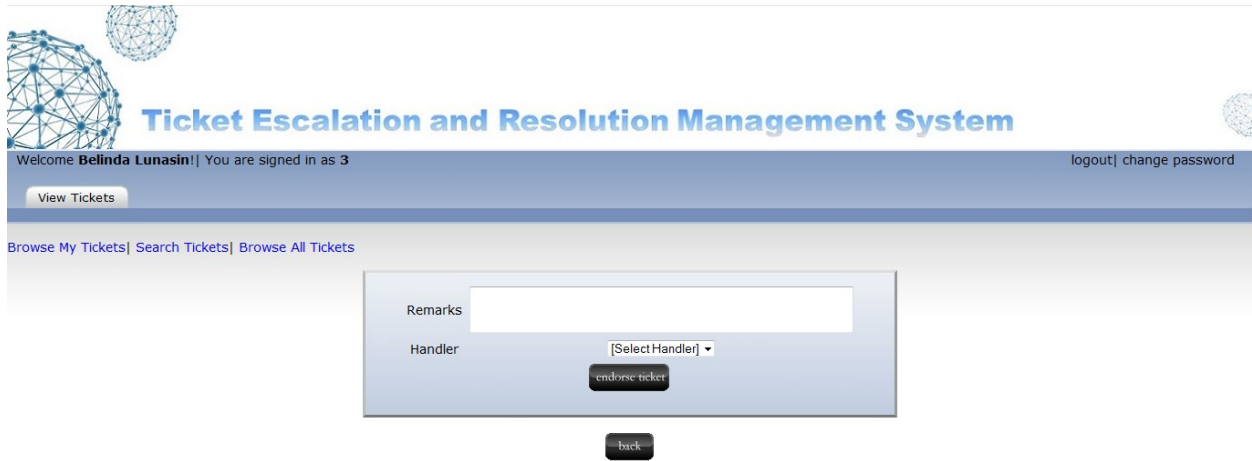 Ticket Escalation and Resolution Management System
Welcome Belinda Lunasin!| You are signed in as 3
logout| change password
View Tickets
Browse My Tickets| Search Tickets| Browse All Tickets
Remarks
Handler [Select Handler]
endorse ticket
back